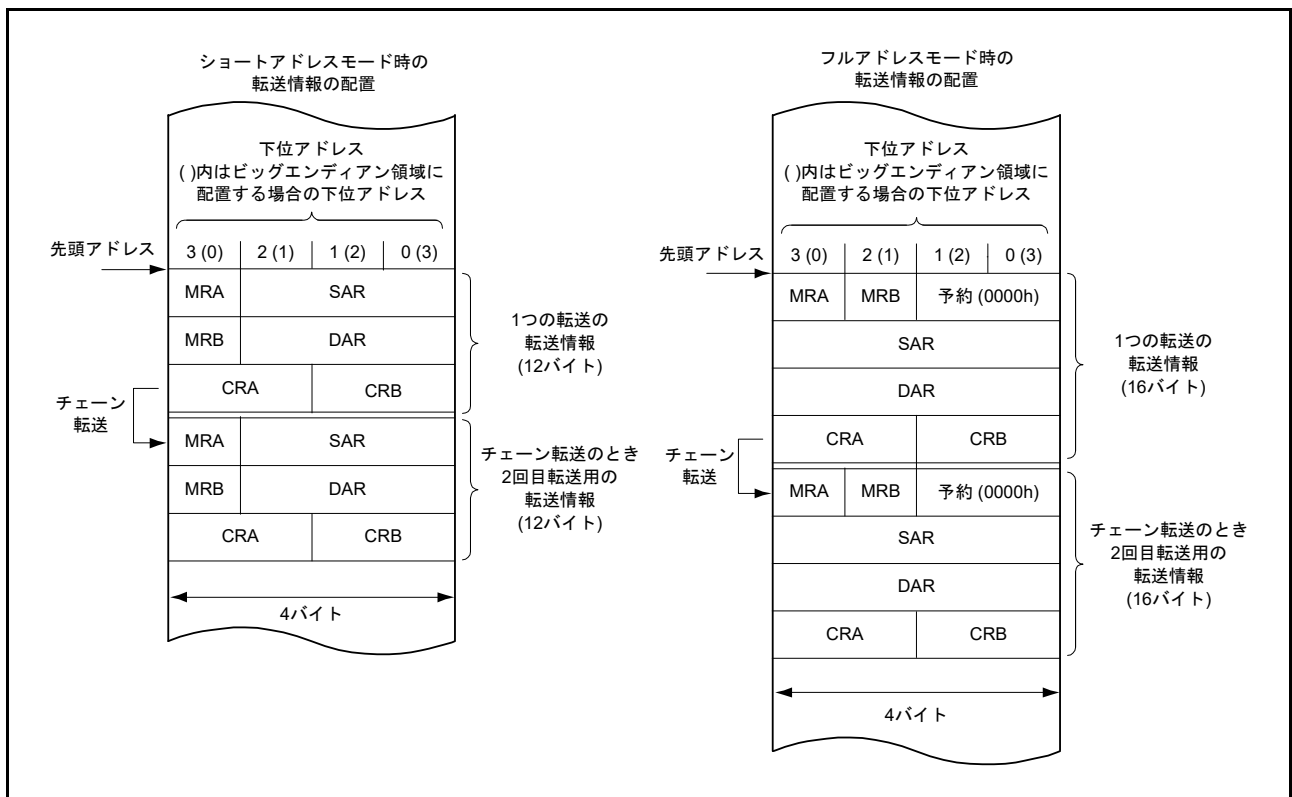 ショートアドレスモード時の
転送情報の配置
下位アドレス
( )内はビッグエンディアン領域に
配置する場合の下位アドレス
先頭アドレス
3 (0) 2 (1) 1 (2) 0 (3)
MRA SAR
MRB DAR
CRA CRB
1つの転送の
転送情報
(12バイト)
チェーン
転送
MRA SAR
MRB DAR
CRA CRB
チェーン転送のとき
2回目転送用の
転送情報
(12バイト)
4バイト
フルアドレスモード時の
転送情報の配置
下位アドレス
( )内はビッグエンディアン領域に
配置する場合の下位アドレス
先頭アドレス
3 (0) 2 (1) 1 (2) 0 (3)
MRA MRB 予約 (0000h)
SAR
DAR
CRA CRB
1つの転送の
転送情報
(16バイト)
チェーン
転送
MRA MRB 予約 (0000h)
SAR
DAR
CRA CRB
チェーン転送のとき
2回目転送用の
転送情報
(16バイト)
4バイト